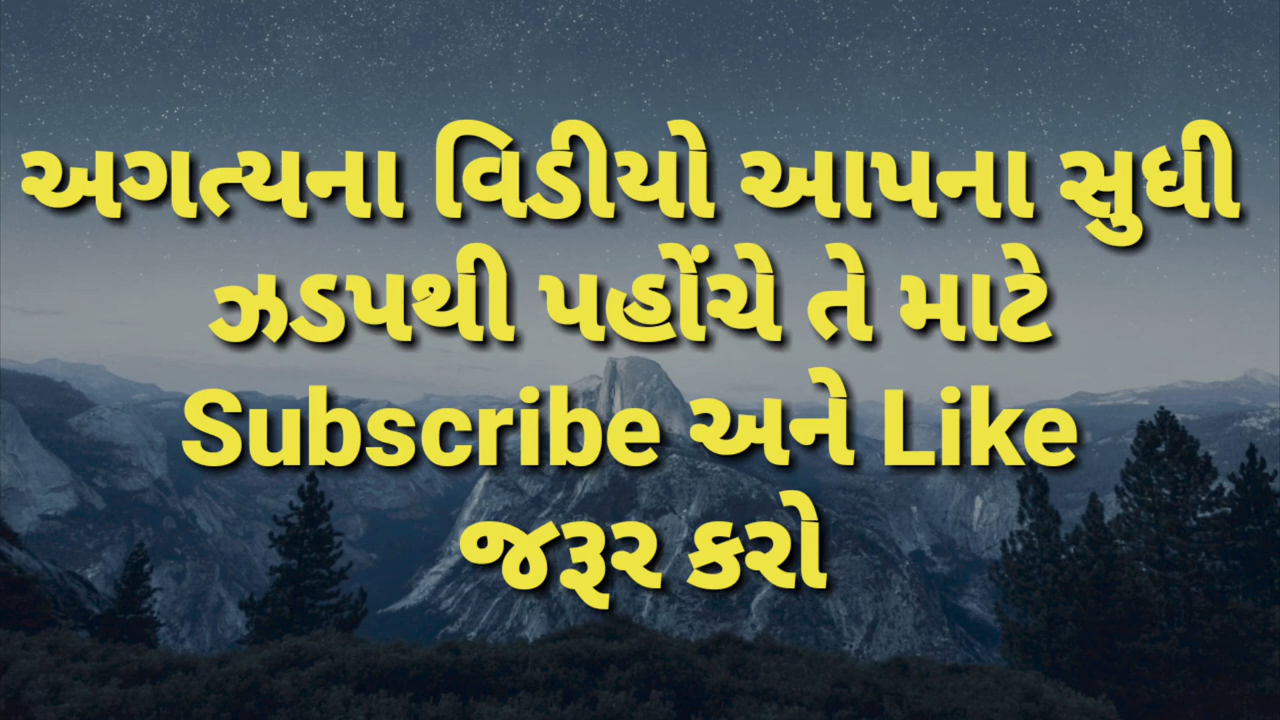 અગત્યના વિડીયો આપના સુધી
ઝડપથી પહોંચે તે માટે
Subscribe અને Like
જરૂર કરો